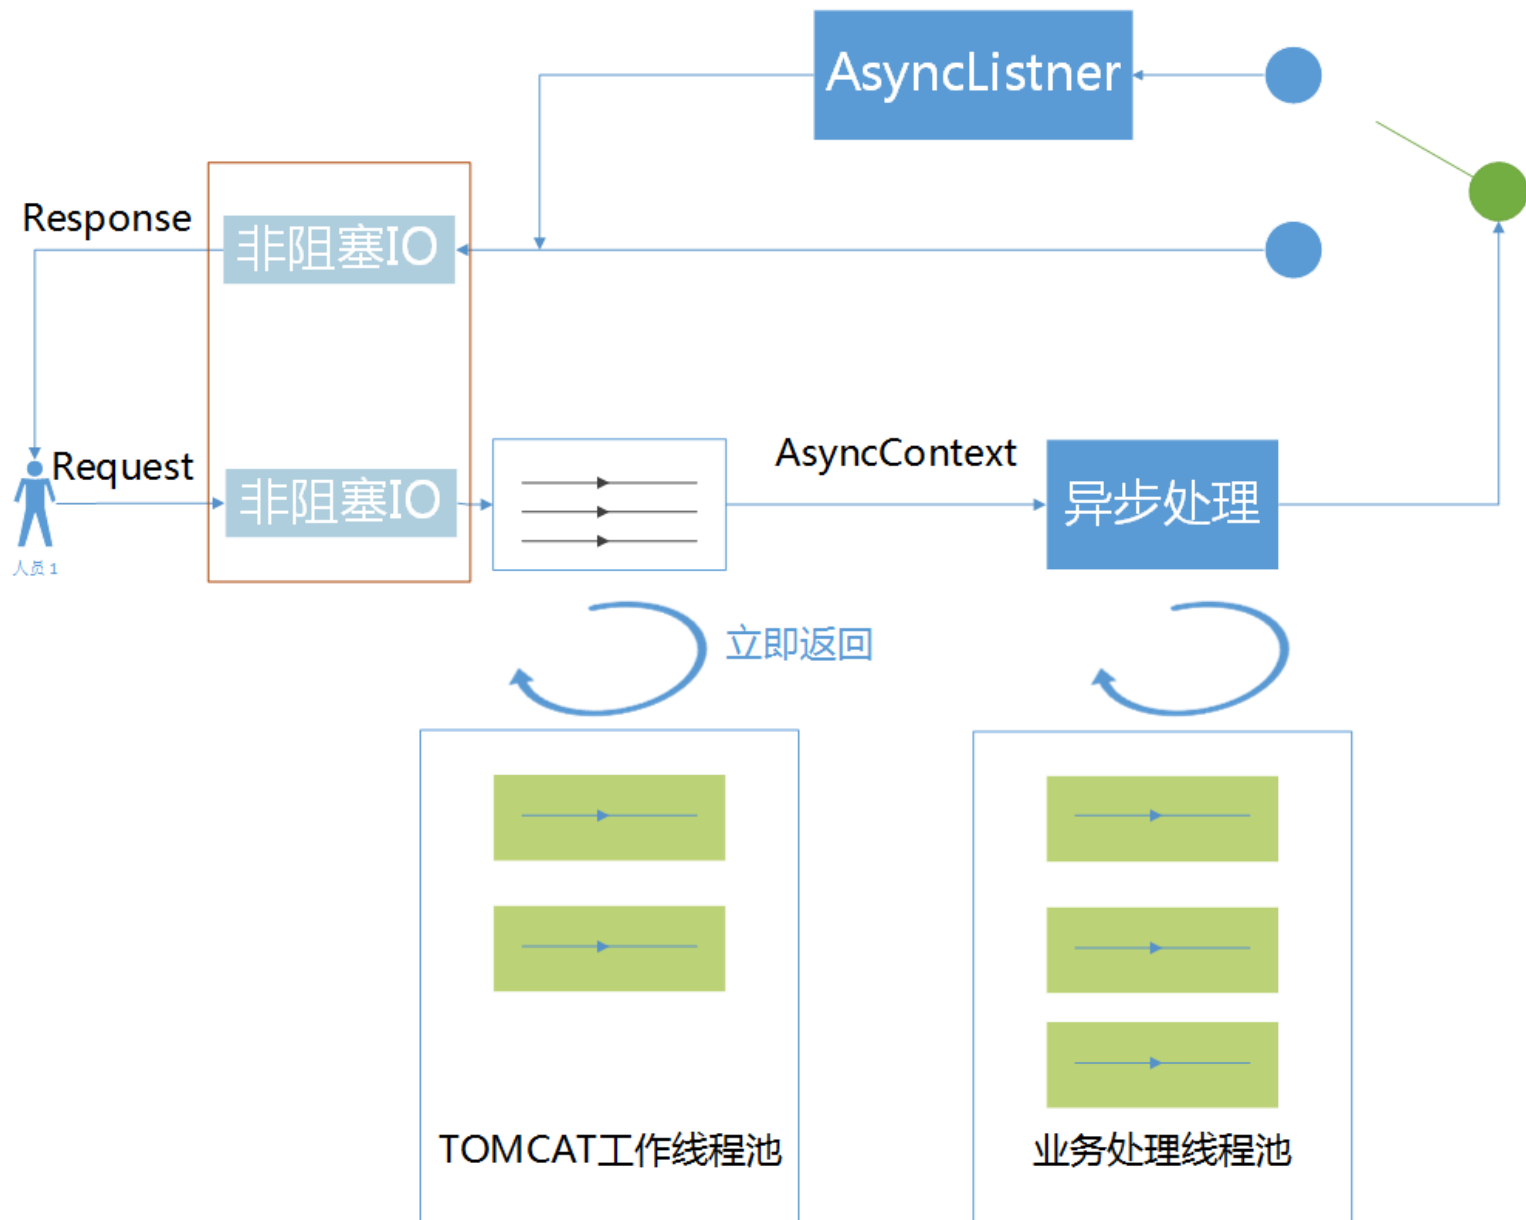 AsyncListner
Response
非阻塞IO
Request
非阻塞IO
AsyncContext
异步处理
人员 1
立即返回
TOMCAT工作线程池
业务处理线程池